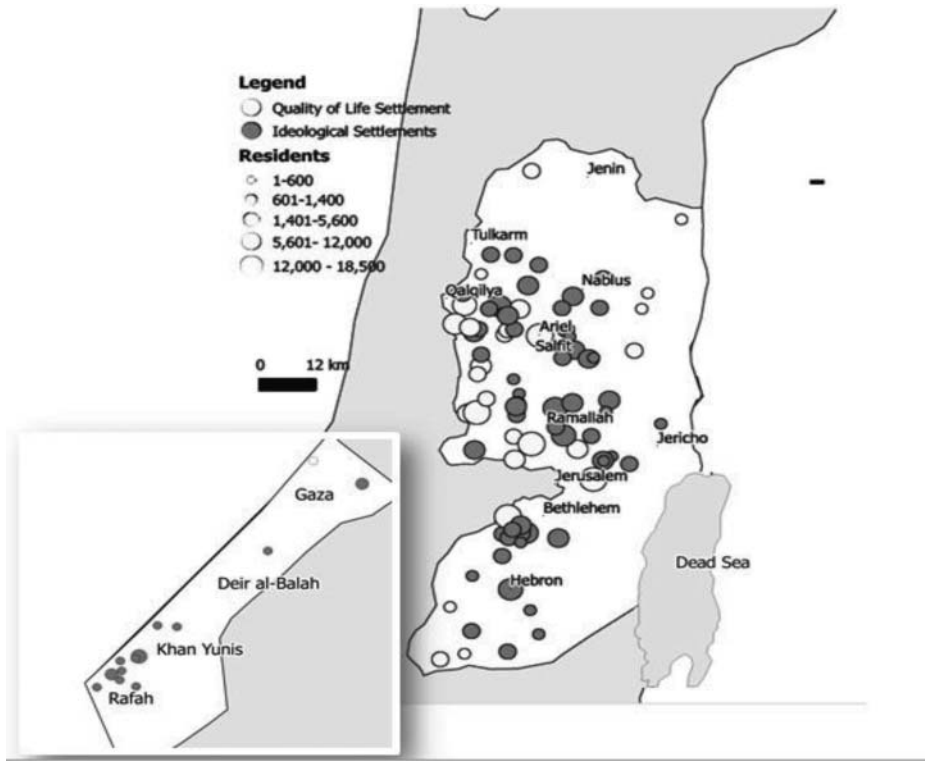 Legend
Quality of Life Settlement
Ideological Settlements
Residents
1-600
601-1,400
1,401-5,600
5,601- 12,000
12,000 - 18,500
0 12 km
Jenin
Tulkarm
Nablus
Qalqilya
Ariel
Salfit
Ramallah
Jericho
Jerusalem
Bethlehem
Dead Sea
Hebron
Gaza
Deir al-Balah
Khan Yunis
Rafah